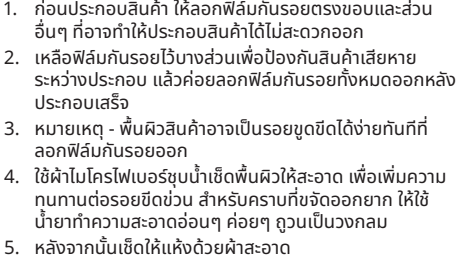 1. ก่อนประกอบสินค้า ให้ลอกฟิล์มกันรอยตรงขอบและส่วน
อื่นๆ ที่อาจทำให้ประกอบสินค้าได้ไม่สะดวกออก
2. เหลือฟิล์มกันรอยไว้บางส่วนเพื่อป้องกันสินค้าเสียหาย
ระหว่างประกอบ แล้วค่อยลอกฟิล์มกันรอยทั้งหมดออกหลัง
ประกอบเสร็จ
3. หมายเหตุ - พื้นผิวสินค้าอาจเป็นรอยขูดขีดได้ง่ายทันทีที่
ลอกฟิล์มกันรอยออก
4. ใช้ผ้าไมโครไฟเบอร์ชุบน้ำเช็ดพื้นผิวให้สะอาด เพื่อเพิ่มความ
ทนทานต่อรอยขีดข่วน สำหรับคราบที่ขจัดออกยาก ให้ใช้
น้ำยาทำความสะอาดอ่อนๆ ค่อยๆ ถูวนเป็นวงกลม
5. หลังจากนั้นเช็ดให้แห้งด้วยผ้าสะอาด